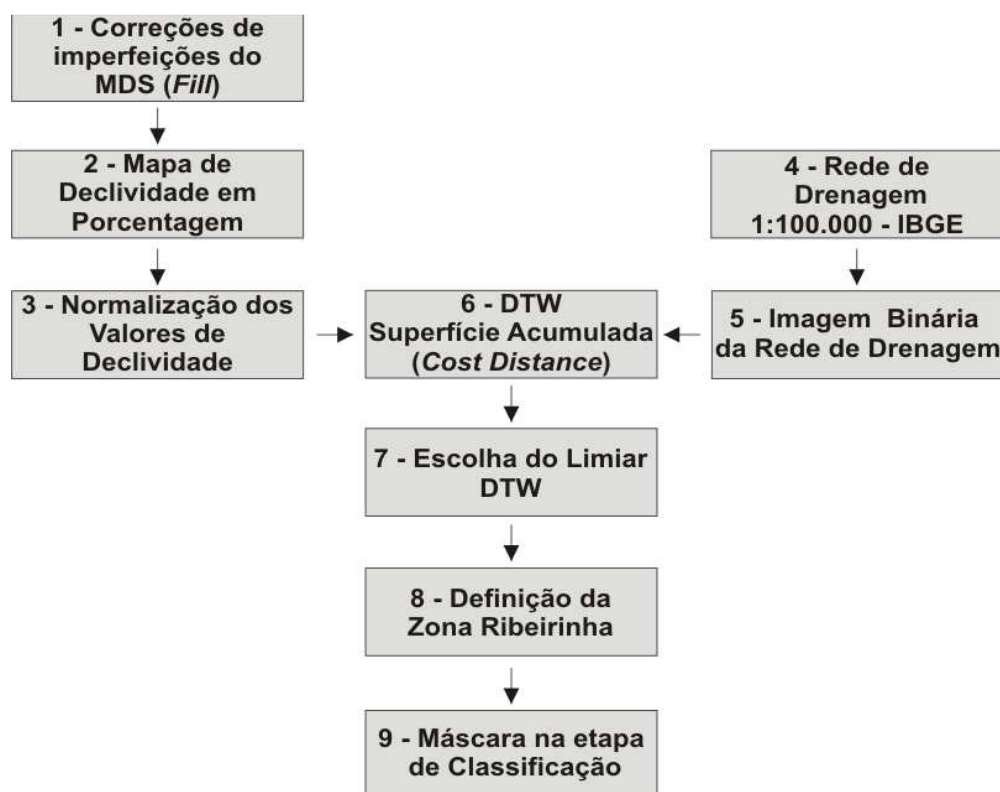 1 - Correções de
imperfeições do
MDS (Fill)
2 - Mapa de
Declividade em
Porcentagem
3 - Normalização dos
Valores de
Declividade
4 - Rede de
Drenagem
1:100.000 - IBGE
5 - Imagem Binária
da Rede de Drenagem
6 - DTW
Superfície Acumulada
(Cost Distance)
7 - Escolha do Limiar
DTW
8 - Definição da
Zona Ribeirinha
9 - Máscara na etapa
de Classificação